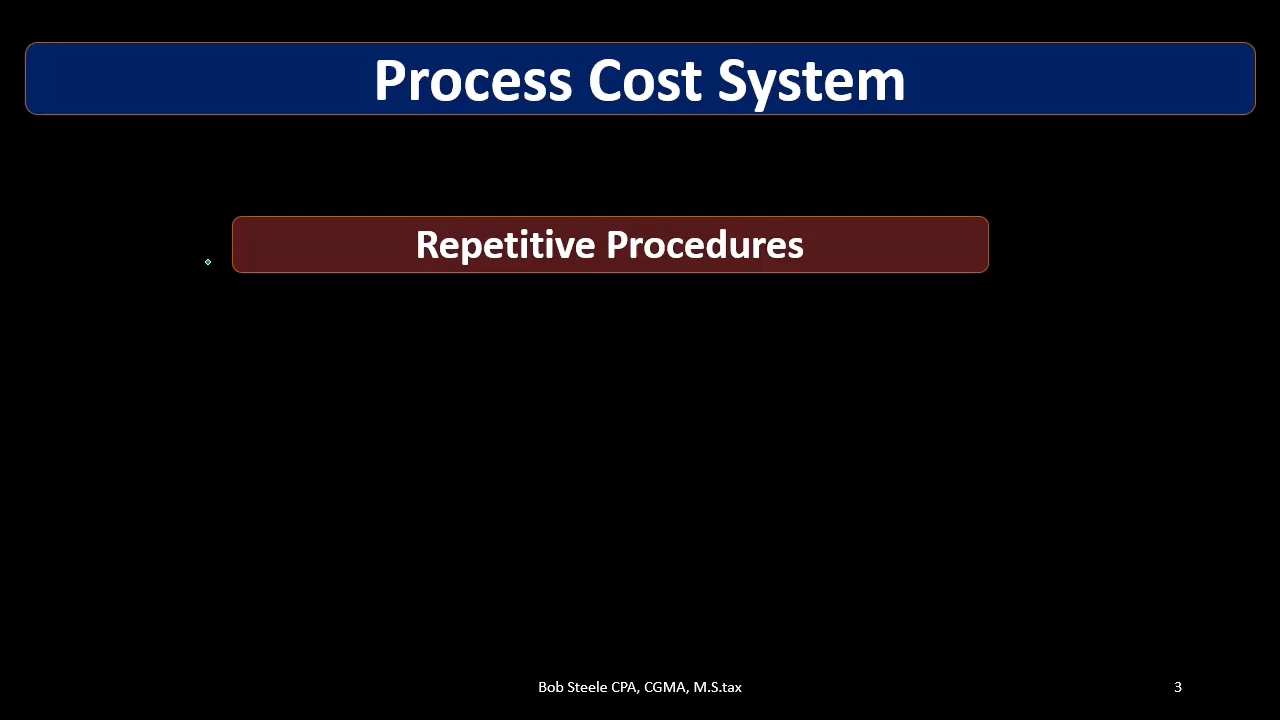 Process Cost System
Repetitive Procedures
Bob Steele CPA, CGMA, M.S.tax
3